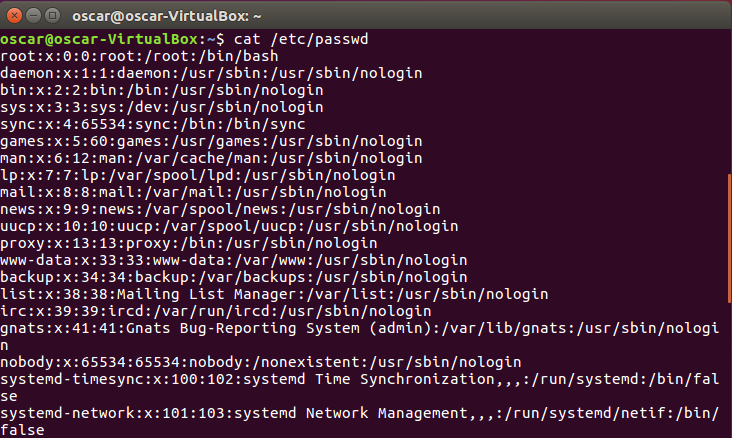 oscar@oscar-VirtualBox: ~
oscar@oscar-VirtualBox:~$ cat /etc/passwd
root:x:0:0:root:/root:/bin/bash
daemon:x:1:1:daemon:/usr/sbin:/usr/sbin/nologin
bin:x:2:2:bin:/bin:/usr/sbin/nologin
sys:x:3:3:sys:/dev:/usr/sbin/nologin
sync:x:4:65534:sync:/bin:/bin/sync
games:x:5:60:games:/usr/games:/usr/sbin/nologin
man:x:6:12:man:/var/cache/man:/usr/sbin/nologin
lp:x:7:7:lp:/var/spool/lpd:/usr/sbin/nologin
mail:x:8:8:mail:/var/mail:/usr/sbin/nologin
news:x:9:9:news:/var/spool/news:/usr/sbin/nologin
uucp:x:10:10:uucp:/var/spool/uucp:/usr/sbin/nologin
proxy:x:13:13:proxy:/bin:/usr/sbin/nologin
www-data:x:33:33:www-data:/var/www:/usr/sbin/nologin
backup:x:34:34:backup:/var/backups:/usr/sbin/nologin
list:x:38:38:Mailing List Manager:/var/list:/usr/sbin/nologin
irc:x:39:39:ircd:/var/run/ircd:/usr/sbin/nologin
gnats:x:41:41:Gnats Bug-Reporting System (admin):/var/lib/gnats:/usr/sbin/nologi
n
nobody:x:65534:65534:nobody:/nonexistent:/usr/sbin/nologin
systemd-timesync:x:100:102:systemd Time Synchronization,,,:/run/systemd:/bin/fal
se
systemd-network:x:101:103:systemd Network Management,,,:/run/systemd/netif:/bin/
false